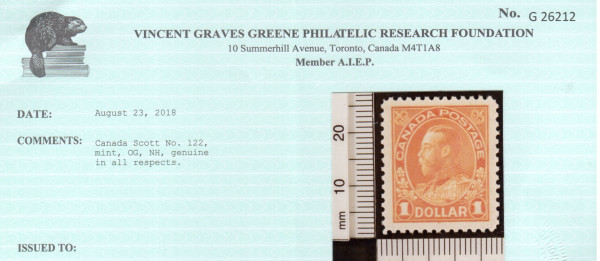 No. G 26212
VINCENT GRAVES GREENE PHILATELIC RESEARCH FOUNDATION
10 Summerhill Avenue, Toronto, Canada M4T1A8
Member A.I.E.P.
DATE: August 23, 2018
COMMENTS: Canada Scott No. 122,
mint, OG, NH, genuine
in all respects.
ISSUED TO:
mm 10 20
CANADA POSTAGE
1 DOLLAR 1